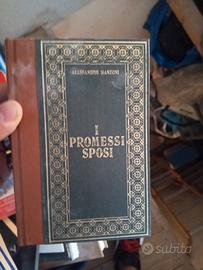 ALESSANDRO MANZONI
I
PROMESSI
SPOSI
subito